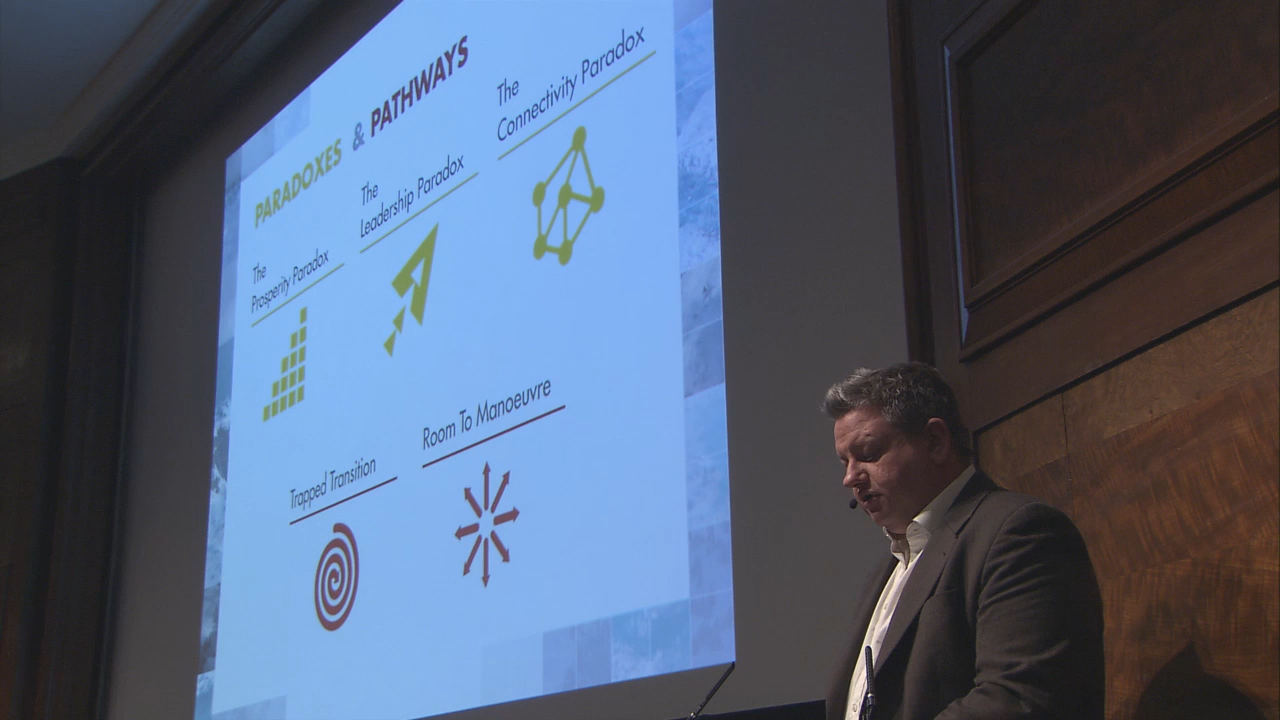 PARADOXES & PATHWAYS
The
Prosperity Paradox
The
Leadership Paradox
The
Connectivity Paradox
Trapped Transition
Room To Manoeuvre